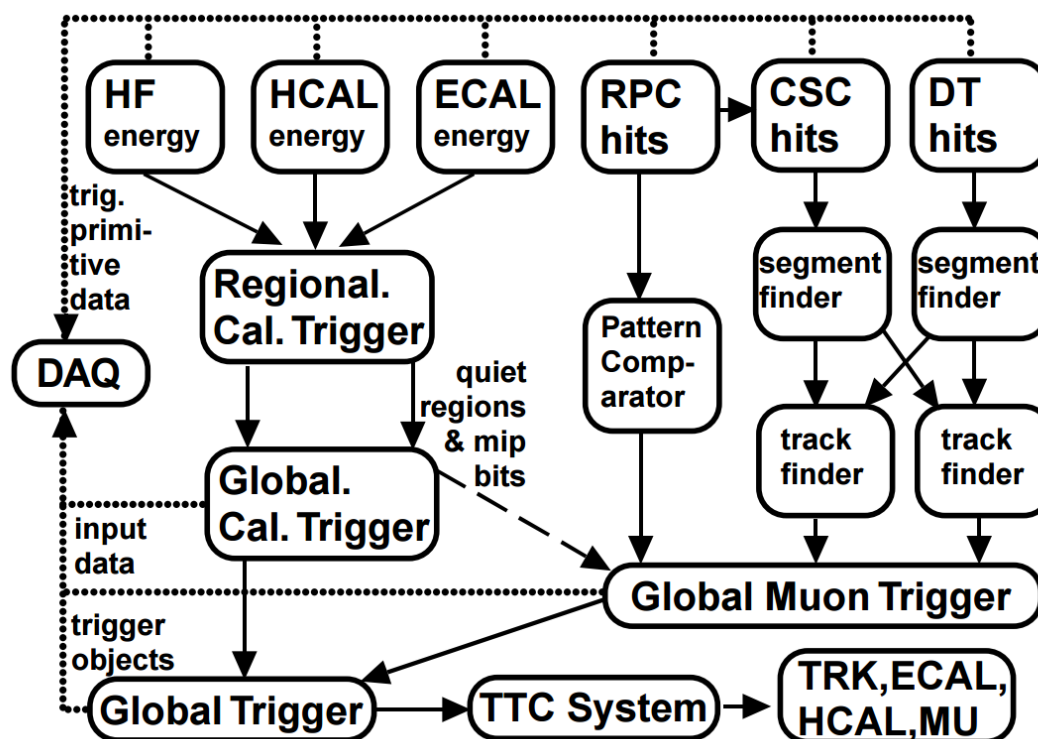 HF
energy
HCAL
energy
ECAL
energy
RPC
hits
CSC
hits
DT
hits
trig.
primi-
tive
data
Regional.
Cal. Trigger
segment
finder
segment
finder
Pattern
Comp-
arator
DAQ
quiet
regions
& mip
bits
track
finder
track
finder
Global.
Cal. Trigger
input
data
Global Muon Trigger
trigger
objects
Global Trigger
TTC System
TRK,ECAL,
HCAL,MU